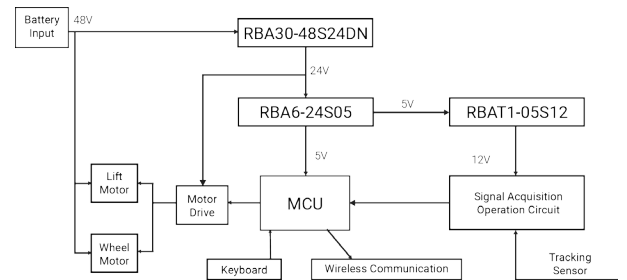 Battery
Input
48V
RBA30-48S24DN
24V
RBA6-24S05
5V
RBAT1-05S12
5V
12V
Lift
Motor
Motor
Drive
MCU
Signal Acquisition
Operation Circuit
Wheel
Motor
Keyboard
Wireless Communication
Tracking
Sensor